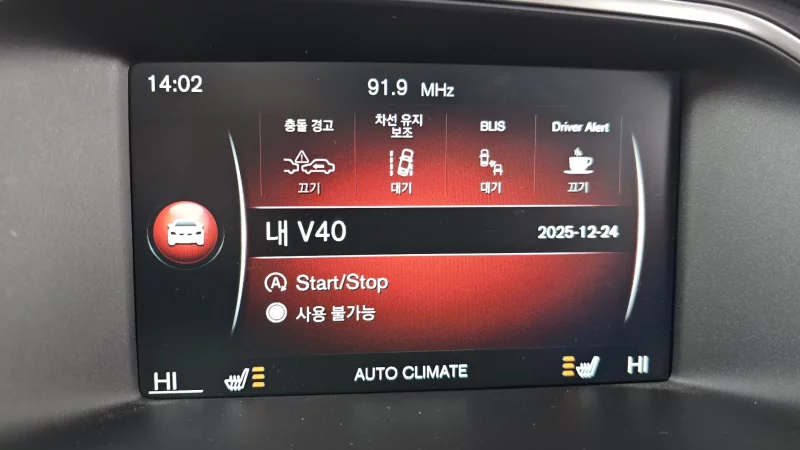 14:02
91.9 MHz
충돌 경고
차선 유지 보조
BLIS
Driver Alert
끄기
대기
대기
끄기
내 V40
2025-12-24
A Start/Stop
사용 불가능
HI
AUTO CLIMATE
HI